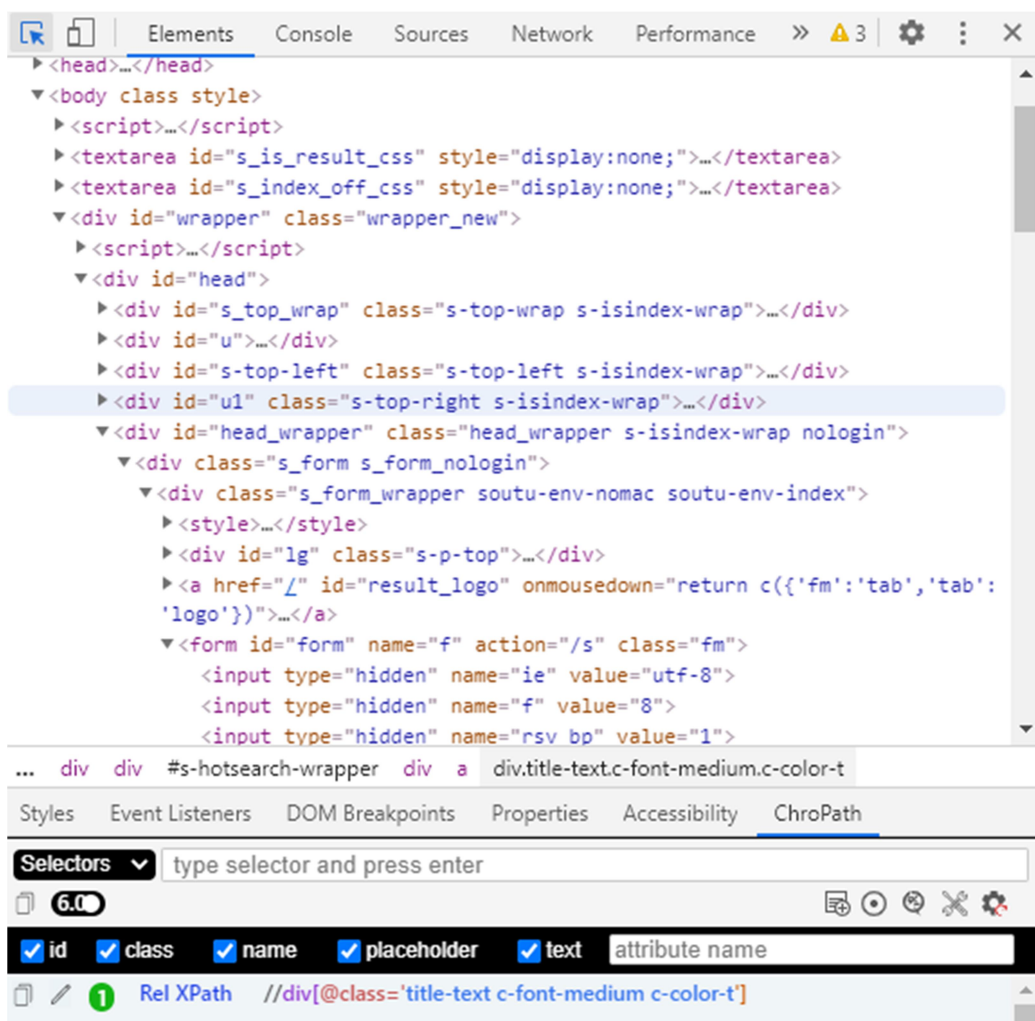 Elements Console Sources Network Performance » 3
<head>…</head>
<body class style>
<script>…</script>
<textarea id="s_is_result_css" style="display:none;">…</textarea>
<textarea id="s_index_off_css" style="display:none;">…</textarea>
<div id="wrapper" class="wrapper_new">
<script>…</script>
<div id="head">
<div id="s_top_wrap" class="s-top-wrap s-isindex-wrap">…</div>
<div id="u">…</div>
<div id="s-top-left" class="s-top-left s-isindex-wrap">…</div>
<div id="u1" class="s-top-right s-isindex-wrap">…</div>
<div id="head_wrapper" class="head_wrapper s-isindex-wrap nologin">
<div class="s_form s_form_nologin">
<div class="s_form_wrapper soutu-env-nomac soutu-env-index">
<style>…</style>
<div id="lg" class="s-p-top">…</div>
<a href="/" id="result_logo" onmousedown="return c({'fm':'tab','tab':
'logo'})">…</a>
<form id="form" name="f" action="/s" class="fm">
<input type="hidden" name="ie" value="utf-8">
<input type="hidden" name="f" value="8">
<input type="hidden" name="rsv_bp" value="1">
... div div #s-hotsearch-wrapper div a div.title-text.c-font-medium.c-color-t
Styles Event Listeners DOM Breakpoints Properties Accessibility ChroPath
Selectors type selector and press enter
6.0
id class name placeholder text attribute name
1 Rel XPath //div[@class='title-text c-font-medium c-color-t']